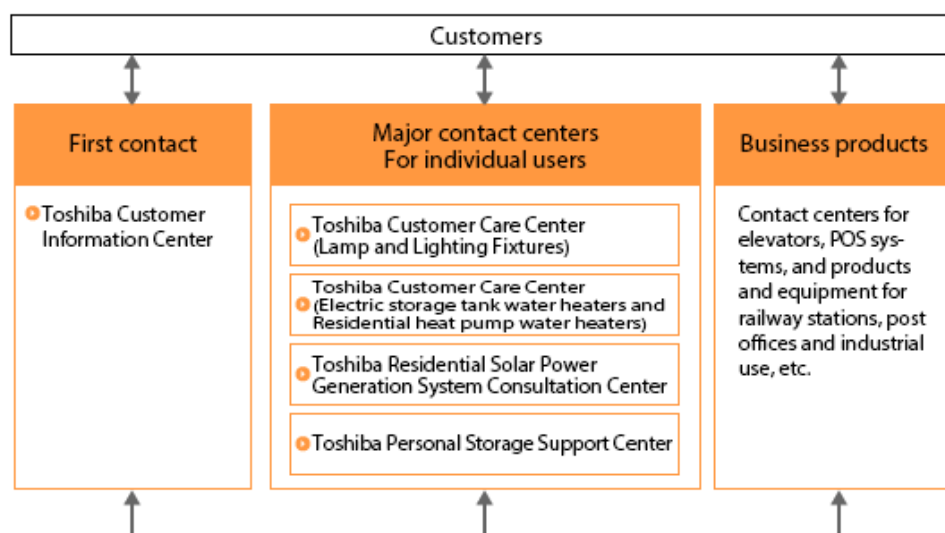 Customers
First contact
Toshiba Customer
Information Center
Major contact centers
For individual users
Toshiba Customer Care Center
(Lamp and Lighting Fixtures)
Toshiba Customer Care Center
(Electric storage tank water heaters and
Residential heat pump water heaters)
Toshiba Residential Solar Power
Generation System Consultation Center
Toshiba Personal Storage Support Center
Business products
Contact centers for
elevators, POS sys-
tems, and products
and equipment for
railway stations, post
offices and industrial
use, etc.